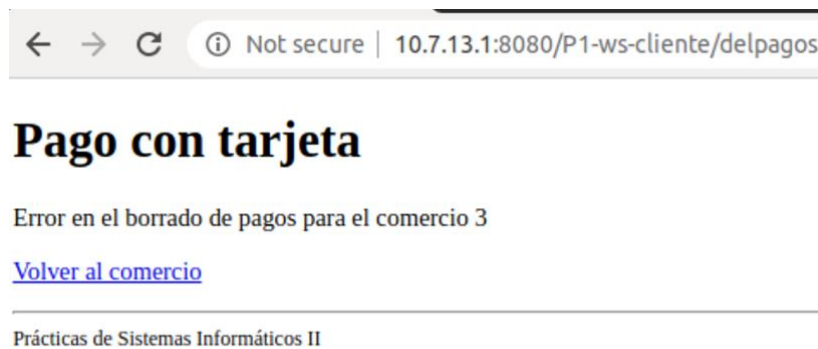 Not secure | 10.7.13.1:8080/P1-ws-cliente/delpagos
Pago con tarjeta
Error en el borrado de pagos para el comercio 3
Volver al comercio
Prácticas de Sistemas Informáticos II